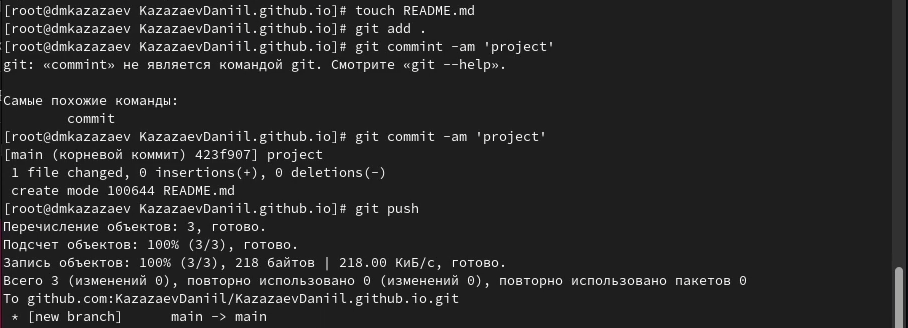 [root@dmkazazaev KazazaevDaniil.github.io]# touch README.md
[root@dmkazazaev KazazaevDaniil.github.io]# git add .
[root@dmkazazaev KazazaevDaniil.github.io]# git commint -am 'project'
git: «commint» не является командой git. Смотрите «git --help».

Самые похожие команды:
        commit
[root@dmkazazaev KazazaevDaniil.github.io]# git commit -am 'project'
[main (корневой коммит) 423f907] project
 1 file changed, 0 insertions(+), 0 deletions(-)
 create mode 100644 README.md
[root@dmkazazaev KazazaevDaniil.github.io]# git push
Перечисление объектов: 3, готово.
Подсчет объектов: 100% (3/3), готово.
Запись объектов: 100% (3/3), 218 байтов | 218.00 КиБ/с, готово.
Всего 3 (изменений 0), повторно использовано 0 (изменений 0), повторно использовано пакетов 0
To github.com:KazazaevDaniil/KazazaevDaniil.github.io.git
 * [new branch]      main -> main